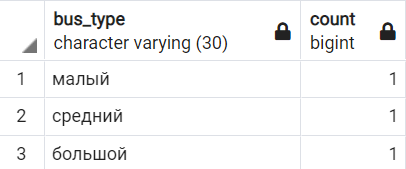 bus_type
character varying (30)
count
bigint
1 малый 1
2 средний 1
3 большой 1